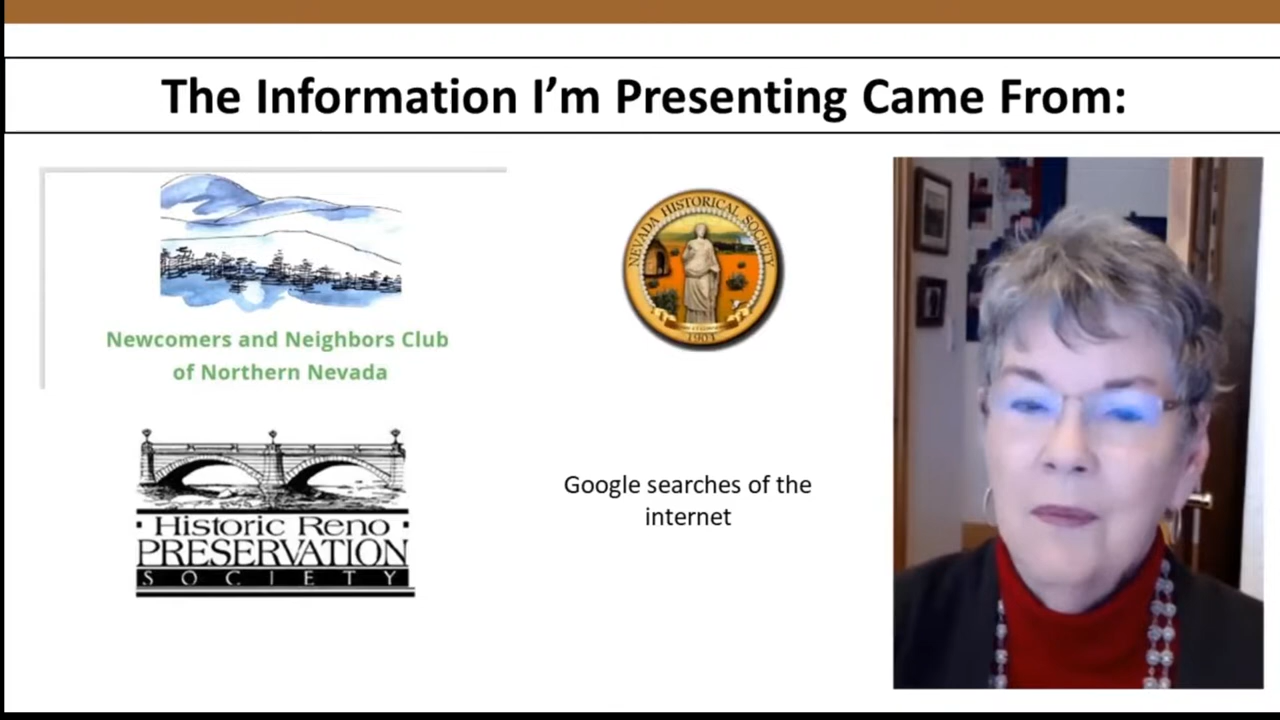 The Information I’m Presenting Came From:
Newcomers and Neighbors Club
of Northern Nevada
NEVADA HISTORICAL SOCIETY
1904
Historic Reno
PRESERVATION
SOCIETY
Google searches of the
internet